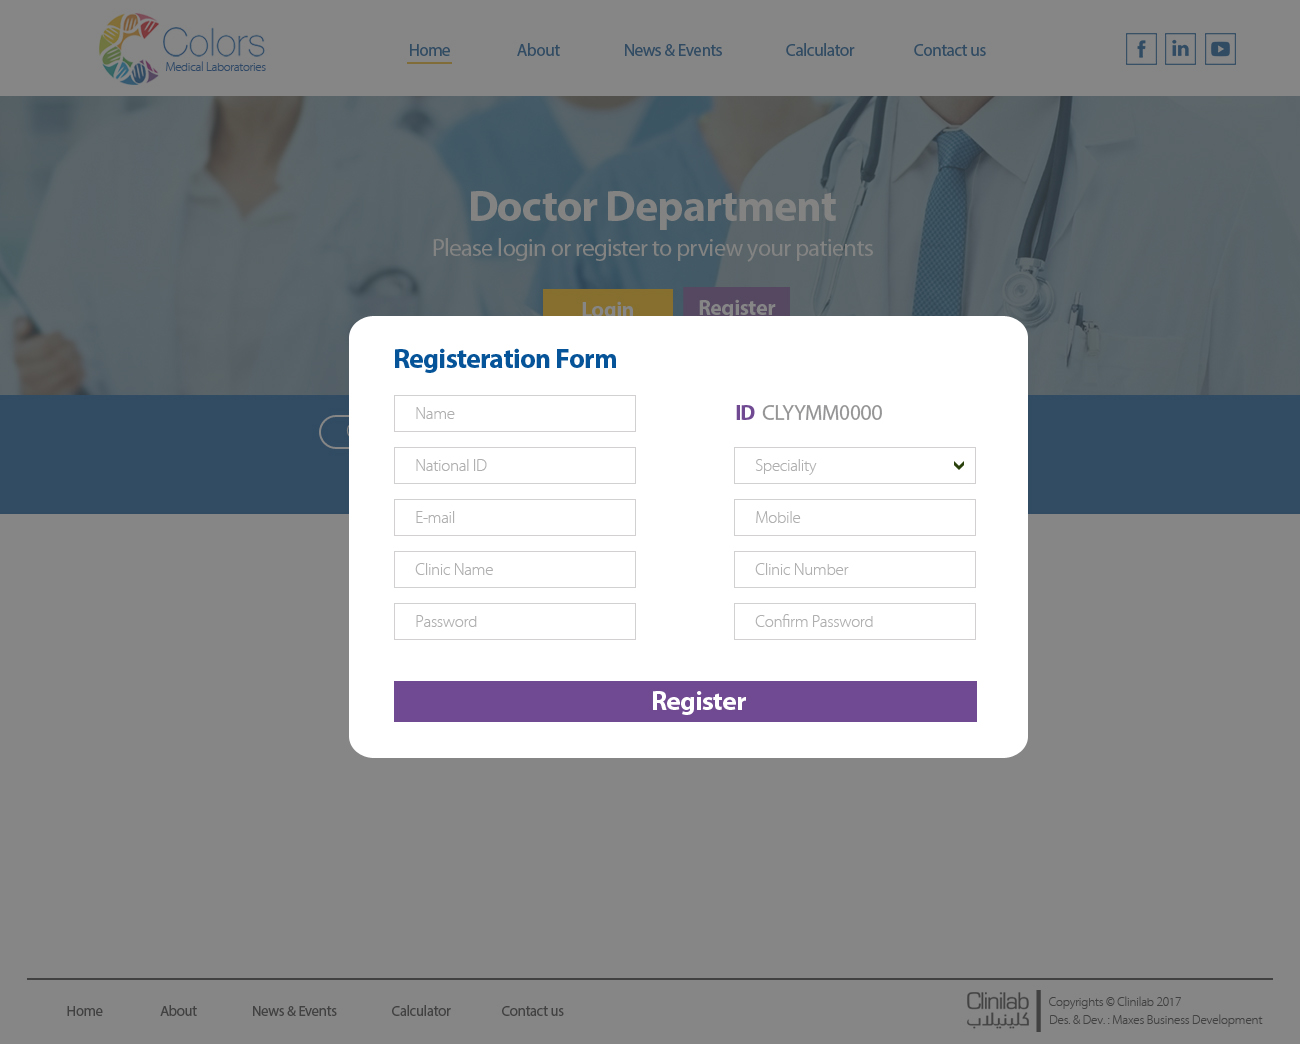 Colors
Medical Laboratories
Home
About
News & Events
Calculator
Contact us
Doctor Department
Please login or register to prview your patients
Login
Register
Registeration Form
Name
ID CLYYMM0000
National ID
Speciality
E-mail
Mobile
Clinic Name
Clinic Number
Password
Confirm Password
Register
Home
About
News & Events
Calculator
Contact us
Clinilab
كلينيلاب
Copyrights © Clinilab 2017
Des. & Dev. : Maxes Business Development